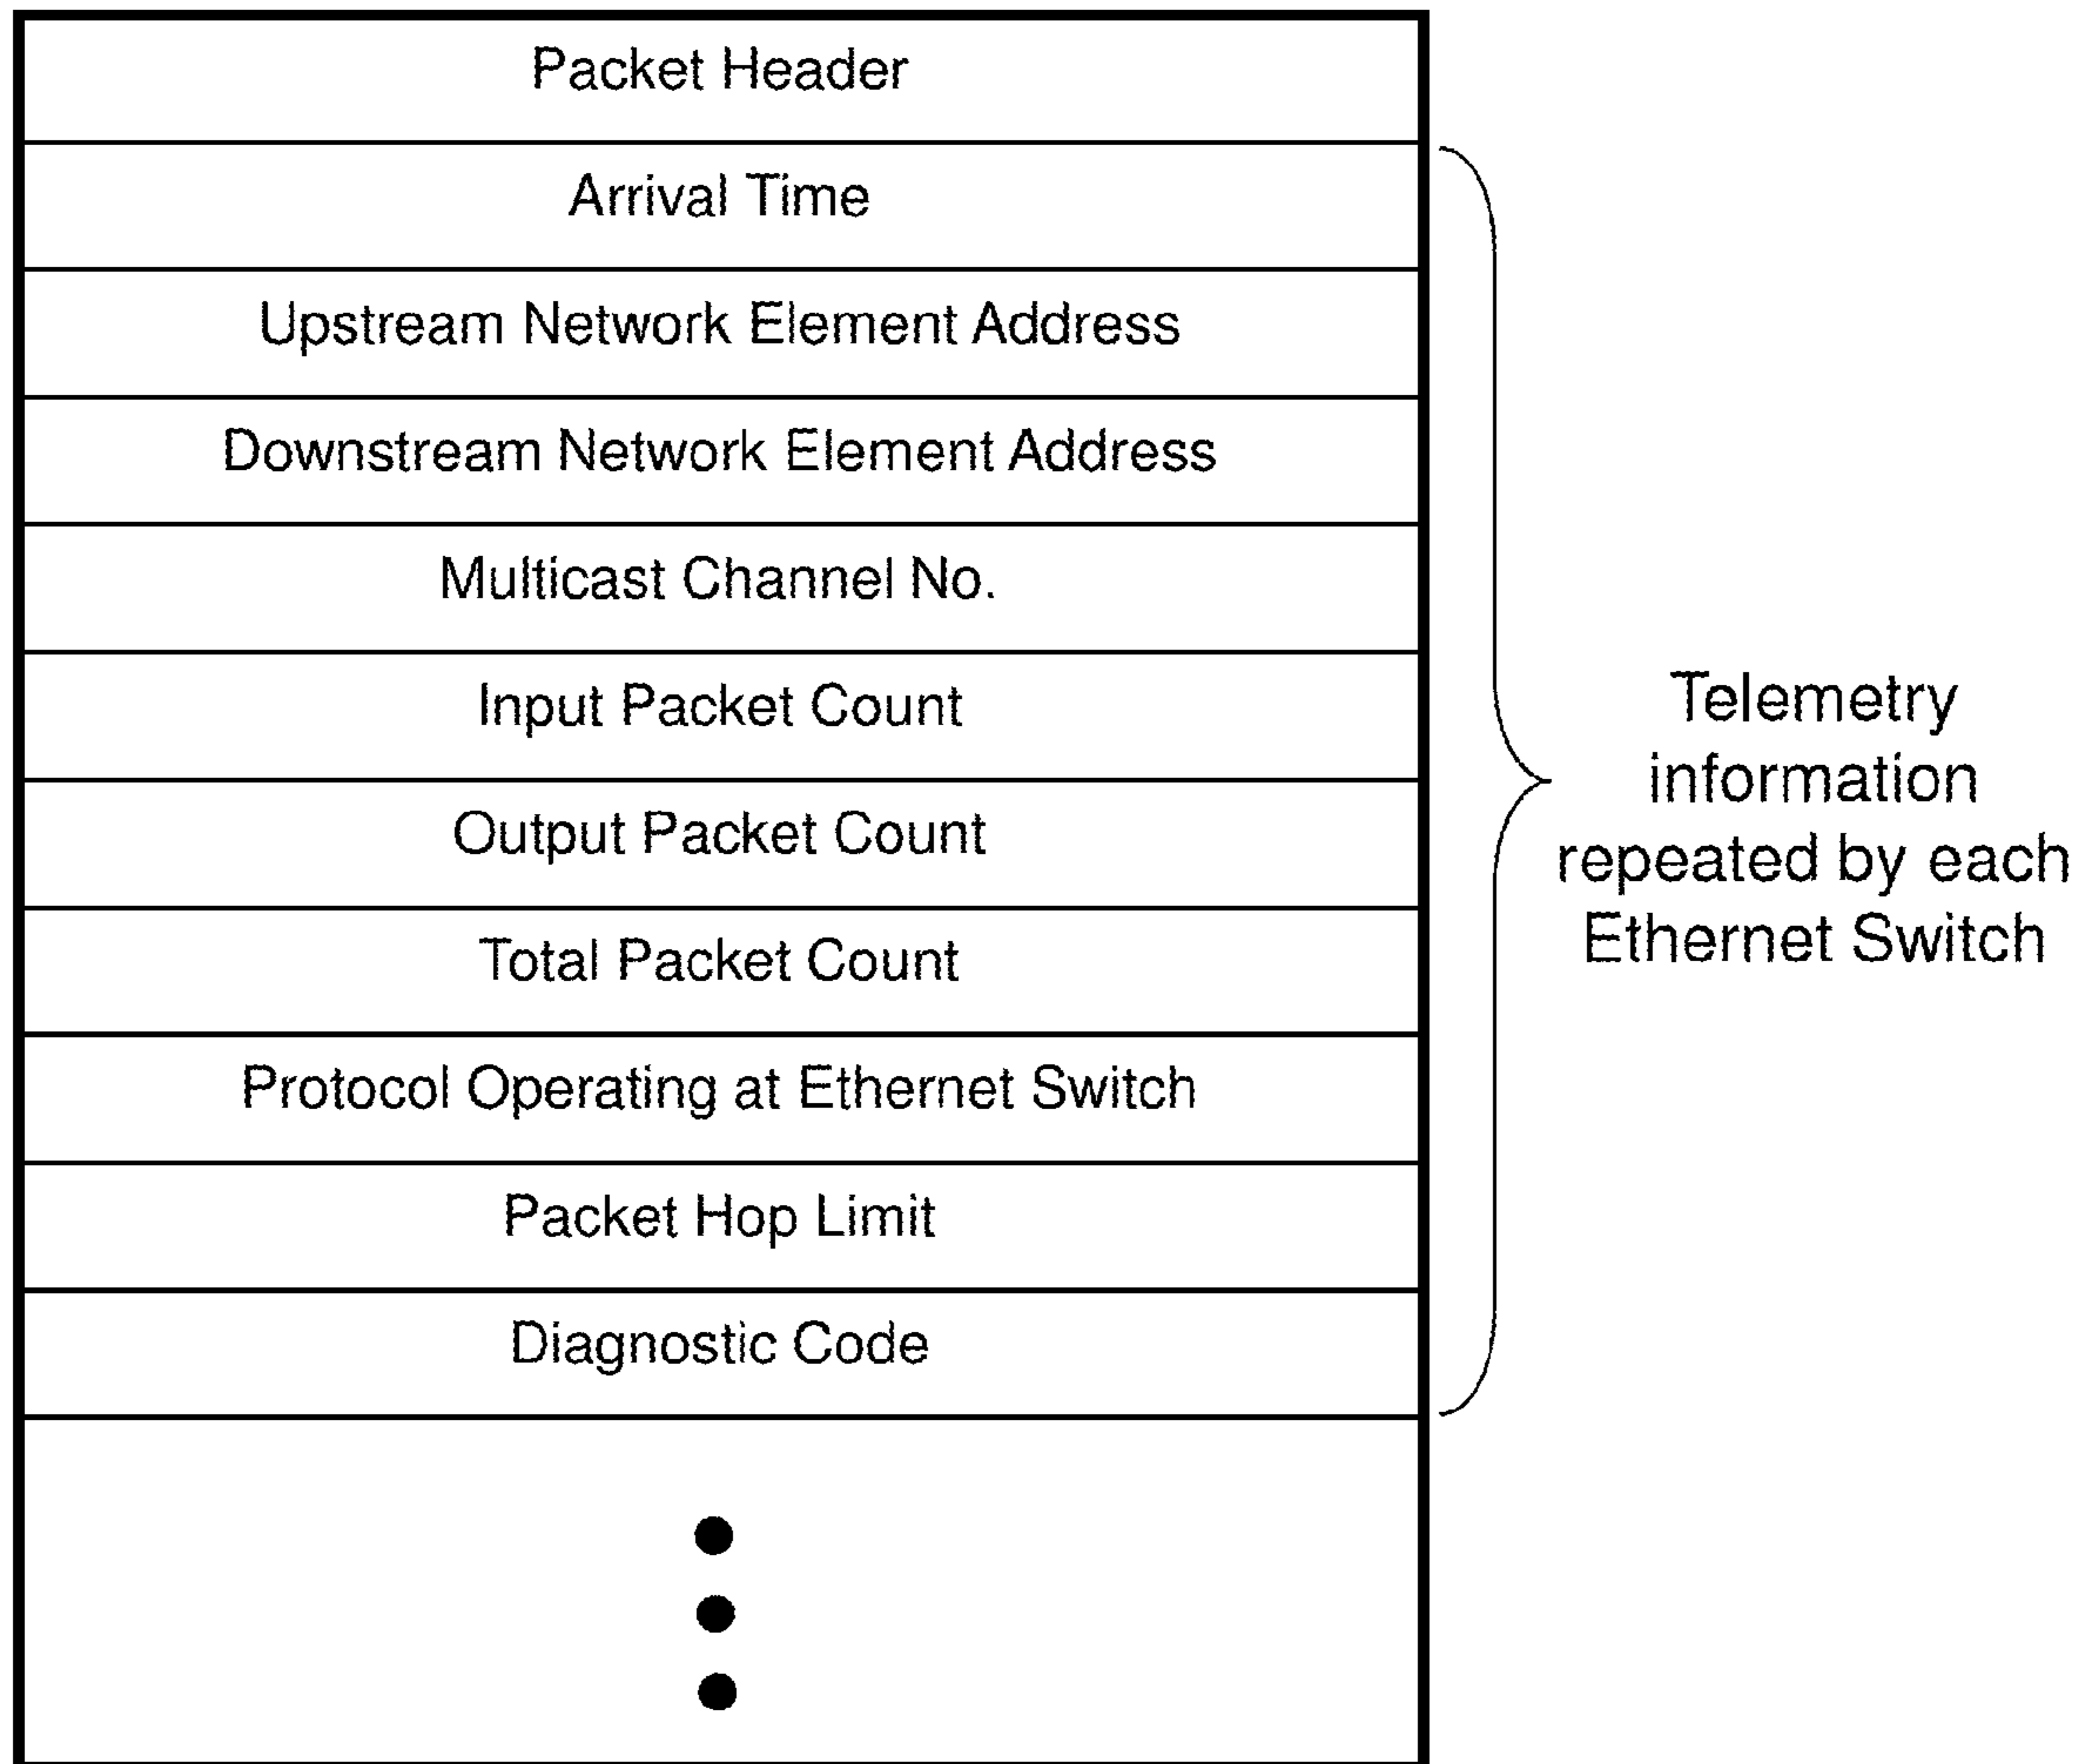 Packet Header
Arrival Time
Upstream Network Element Address
Downstream Network Element Address
Multicast Channel No.
Input Packet Count
Output Packet Count
Total Packet Count
Protocol Operating at Ethernet Switch
Packet Hop Limit
Diagnostic Code
Telemetry
information
repeated by each
Ethernet Switch